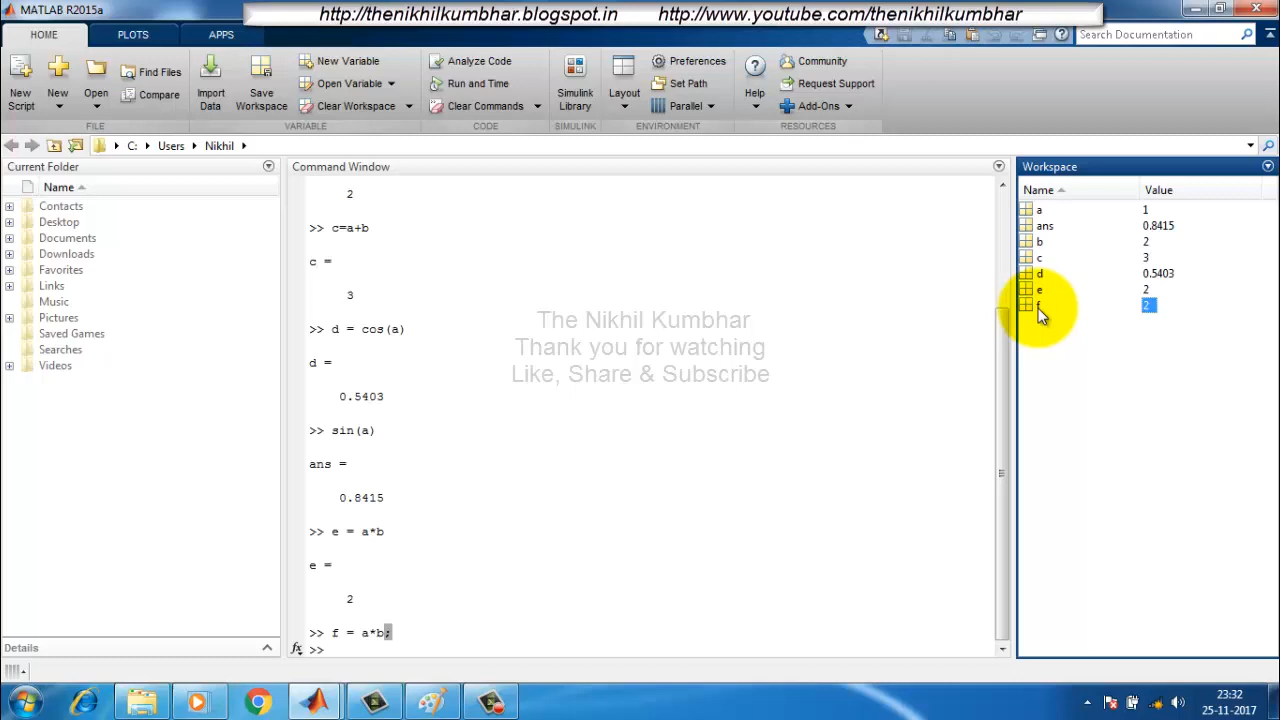 MATLAB R2015a
http://thenikhilkumbhar.blogspot.in http://www.youtube.com/thenikhilkumbhar
HOME PLOTS APPS
Search Documentation
New Script
New
Open
Find Files
Compare
Import Data
Save Workspace
New Variable
Open Variable
Clear Workspace
Analyze Code
Run and Time
Clear Commands
Simulink Library
Layout
Preferences
Set Path
Parallel
Help
Community
Request Support
Add-Ons
FILE VARIABLE CODE SIMULINK ENVIRONMENT RESOURCES
C: Users Nikhil
Current Folder
Name
Contacts
Desktop
Documents
Downloads
Favorites
Links
Music
Pictures
Saved Games
Searches
Videos
Details
Command Window
2
>> c=a+b
c =
3
>> d = cos(a)
d =
0.5403
>> sin(a)
ans =
0.8415
>> e = a*b
e =
2
>> f = a*b;
fx >>
The Nikhil Kumbhar
Thank you for watching
Like, Share & Subscribe
Workspace
Name Value
a 1
ans 0.8415
b 2
c 3
d 0.5403
e 2
f 2
23:32
25-11-2017